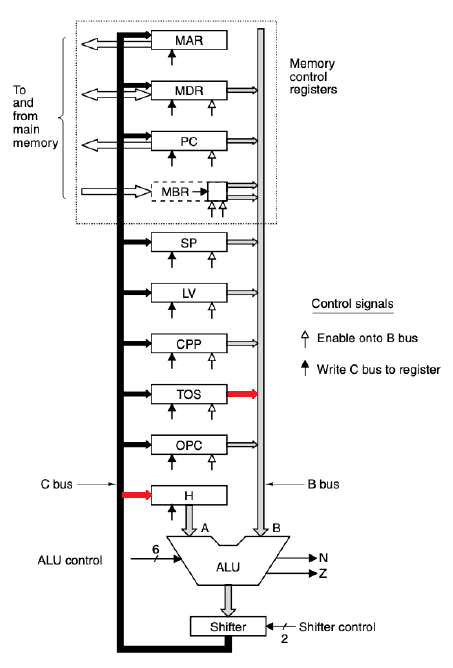 MAR
Memory
control
registers
To
and
from
main
memory
MDR
PC
MBR
SP
LV
Control signals
Enable onto B bus
CPP
Write C bus to register
TOS
OPC
C bus
B bus
H
A
B
ALU control
6
ALU
N
Z
Shifter
Shifter control
2